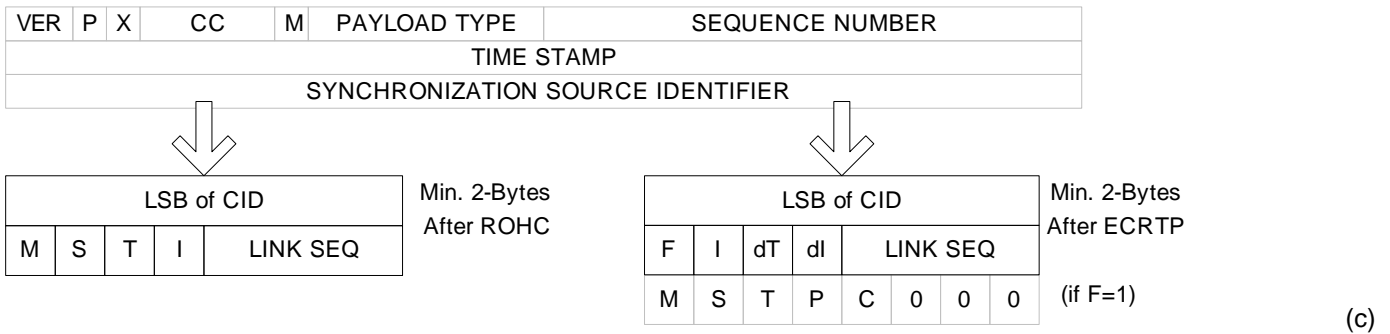 VER P X CC M PAYLOAD TYPE SEQUENCE NUMBER
TIME STAMP
SYNCHRONIZATION SOURCE IDENTIFIER
LSB of CID
M S T I LINK SEQ
Min. 2-Bytes
After ROHC
LSB of CID
F I dT dI LINK SEQ
M S T P C 0 0 0
Min. 2-Bytes
After ECRTP
(if F=1)
(c)